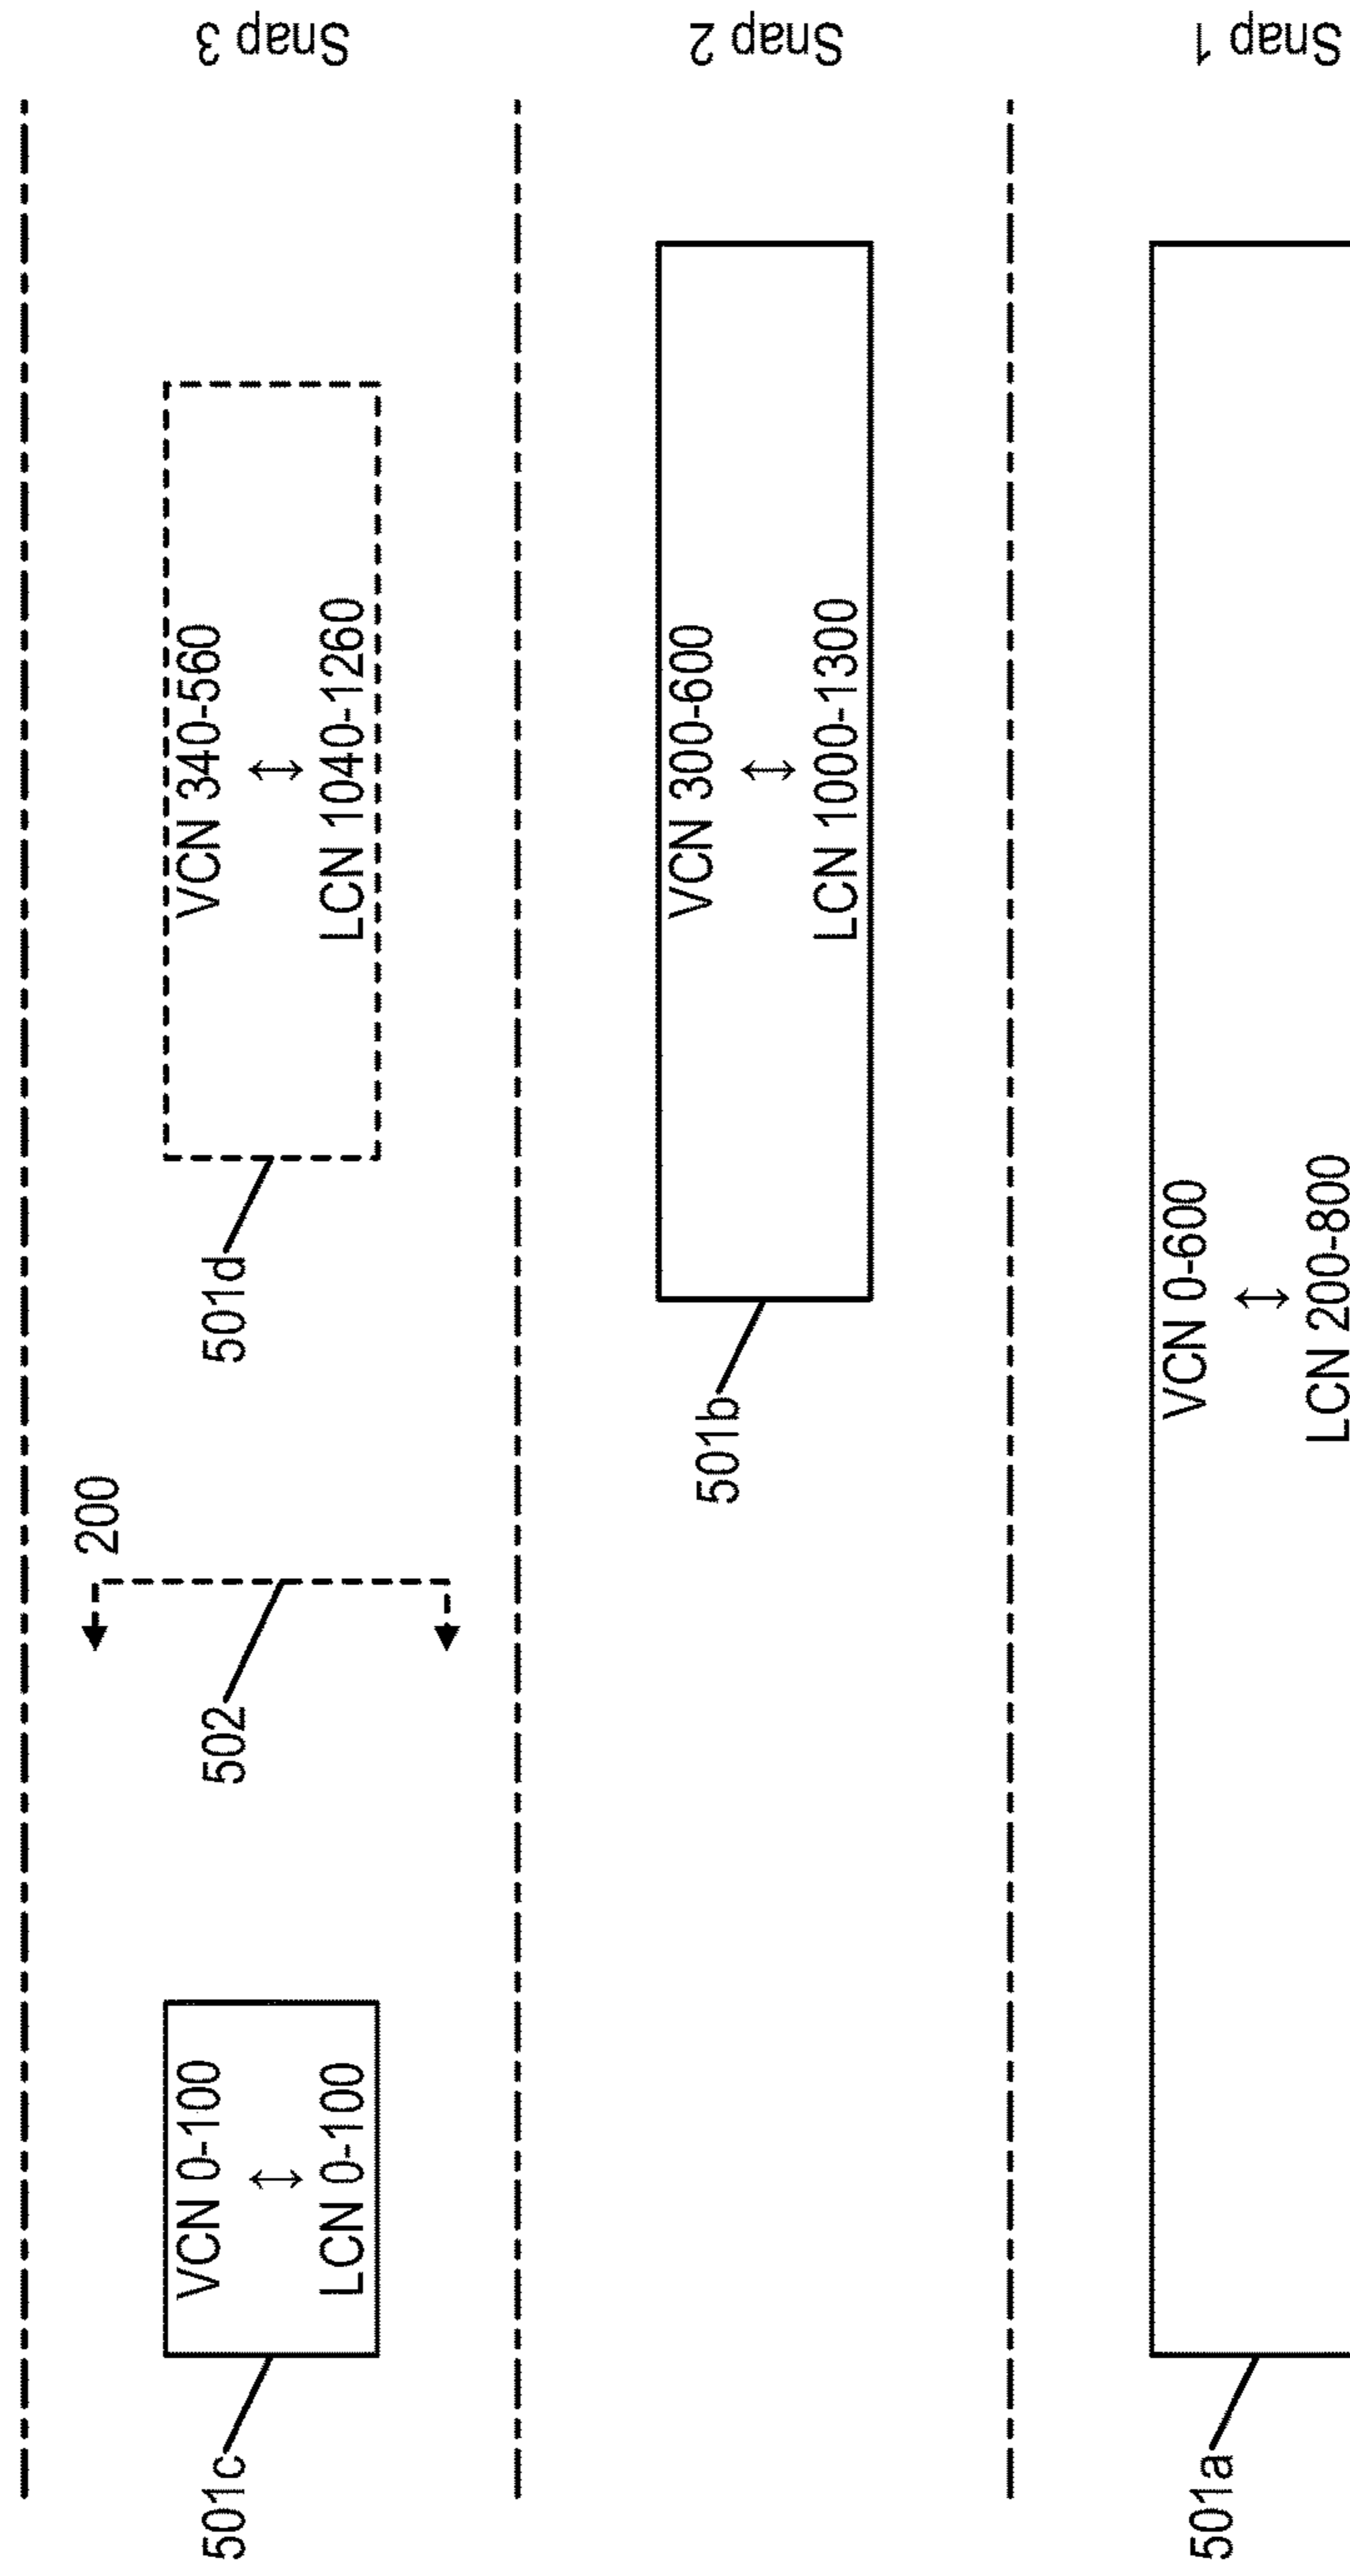 Snap 3
200
VCN 0-100
↔
LCN 0-100
501c
502
VCN 340-560
↔
LCN 1040-1260
501d
Snap 2
VCN 300-600
↔
LCN 1000-1300
501b
Snap 1
VCN 0-600
↔
LCN 200-800
501a